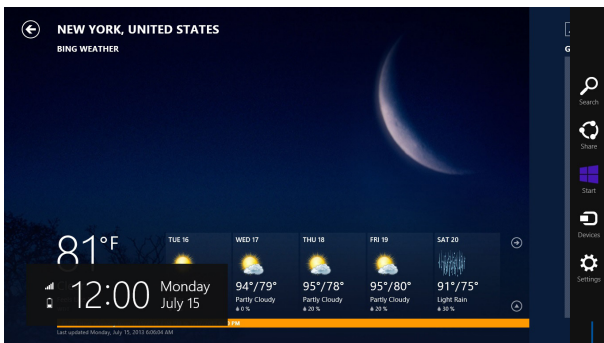 NEW YORK, UNITED STATES
BING WEATHER
G
Search
Share
Start
Devices
Settings
81°F
TUE 16
WED 17
94°/79°
Partly Cloudy
0 %
THU 18
95°/78°
Partly Cloudy
20 %
FRI 19
95°/80°
Partly Cloudy
20 %
SAT 20
91°/75°
Light Rain
30 %
12:00
Monday
July 15
PM
Last updated Monday, July 15, 2013 6:06:04 AM